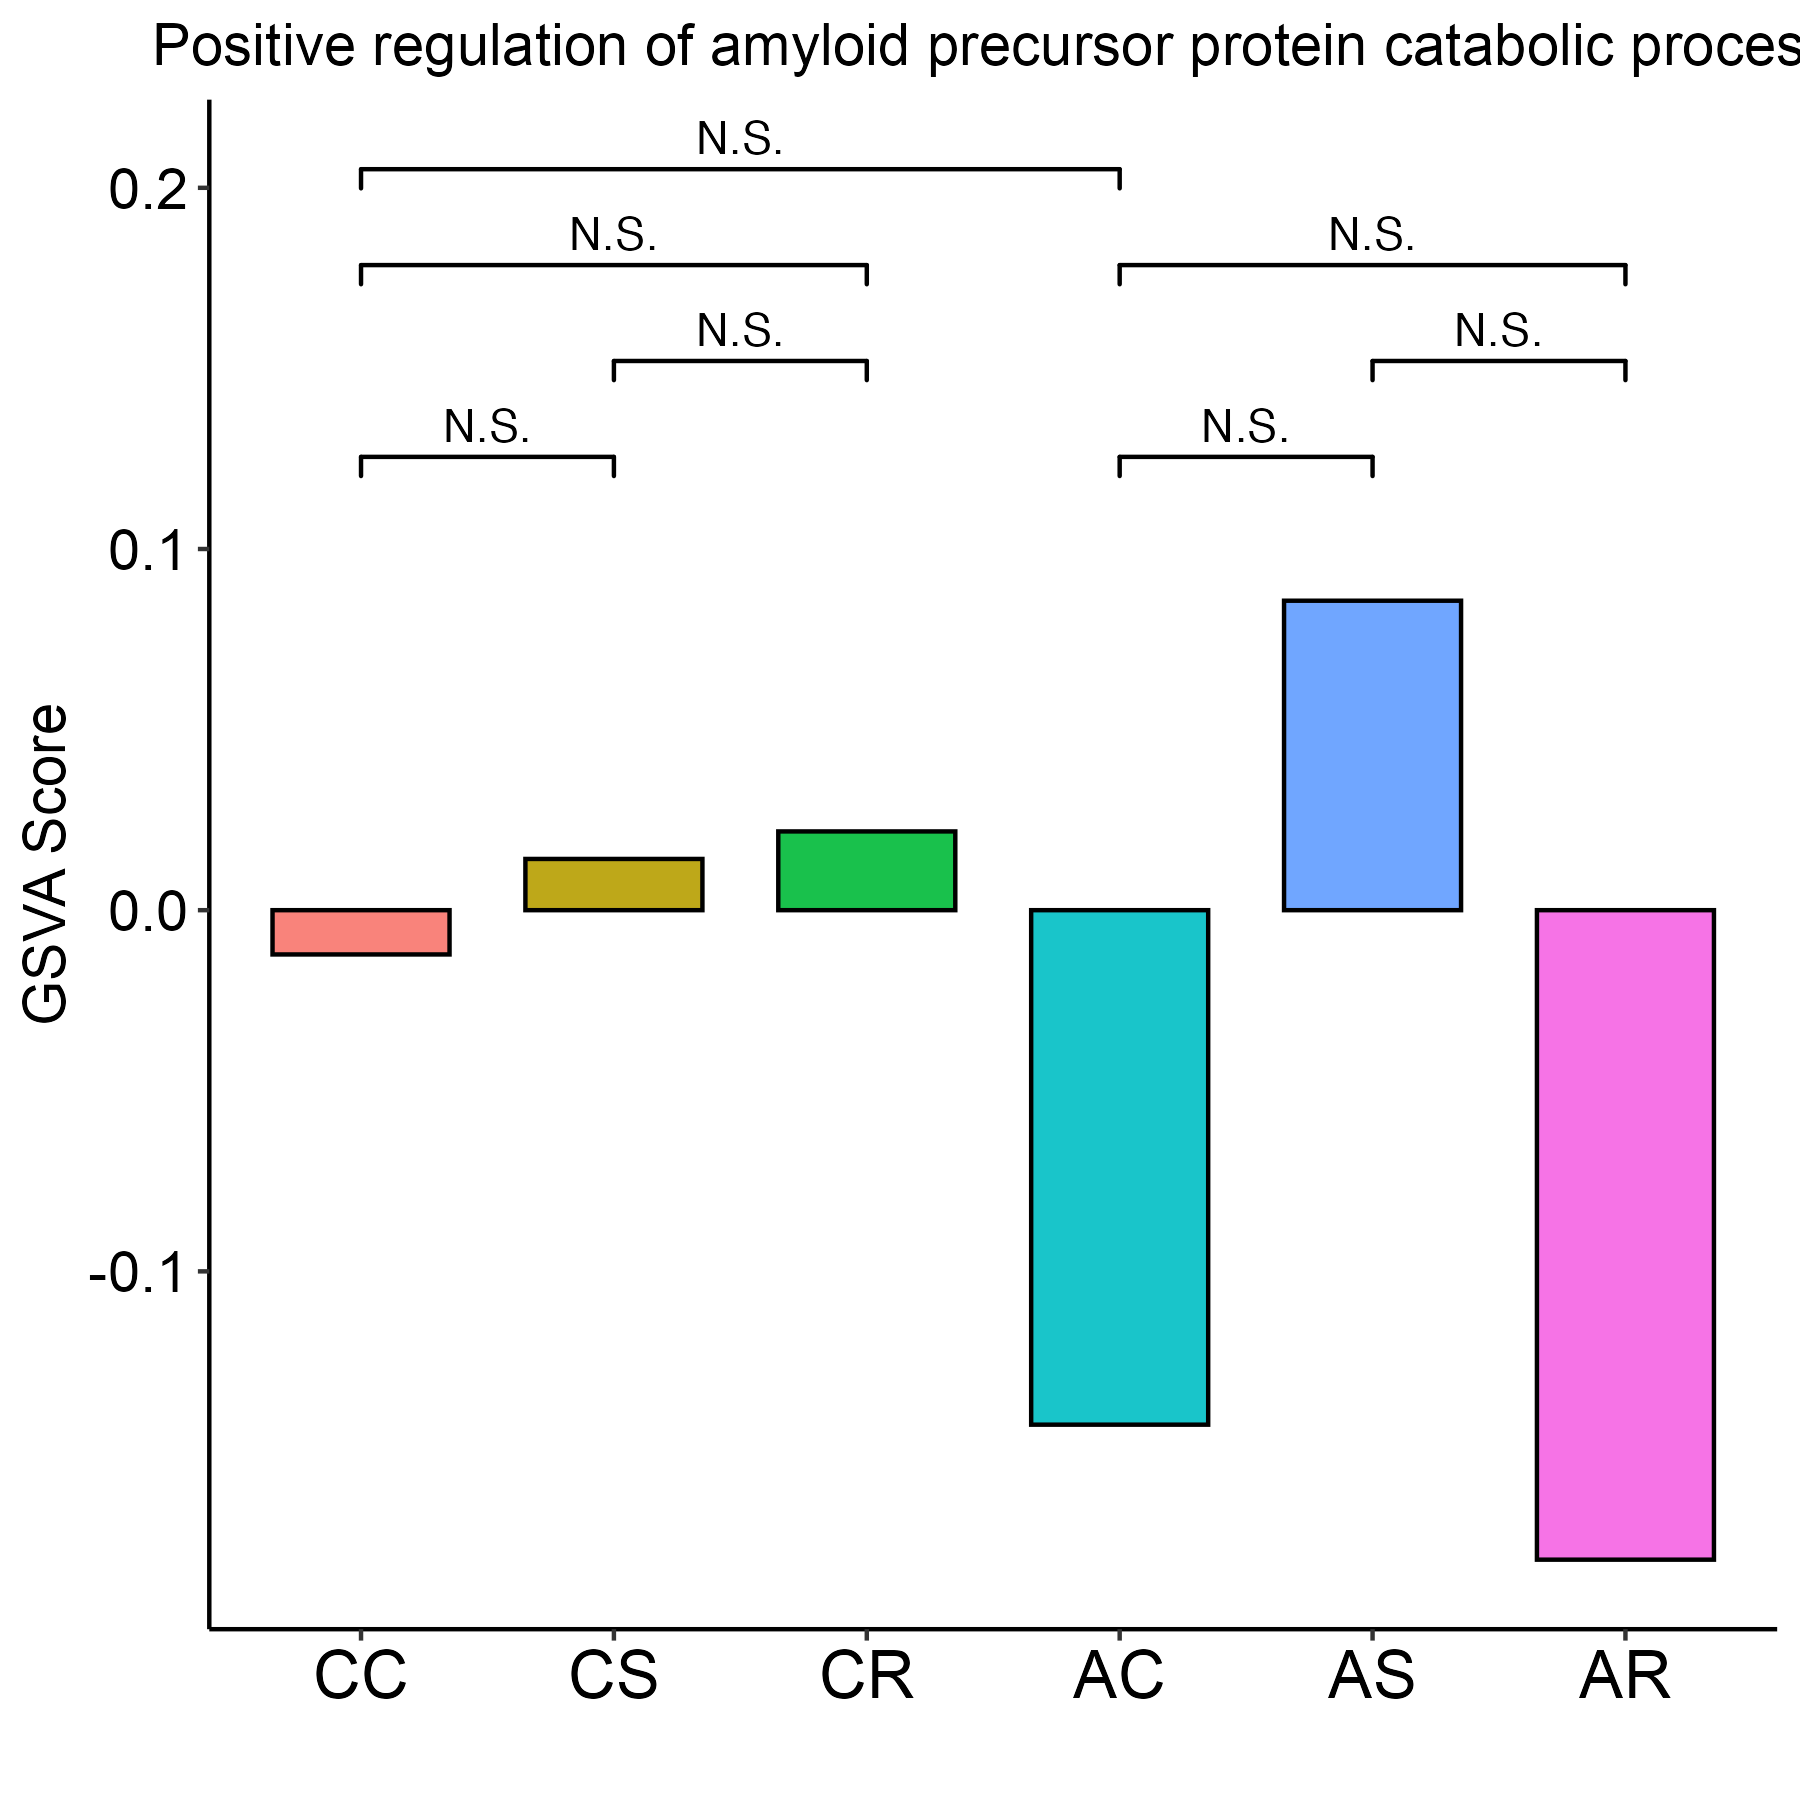 Positive regulation of amyloid precursor protein catabolic proces
N.S.
0.2
N.S.
N.S.
N.S.
N.S.
N.S.
N.S.
0.1
0.0
-0.1
GSVA Score
CC
CS
CR
AC
AS
AR